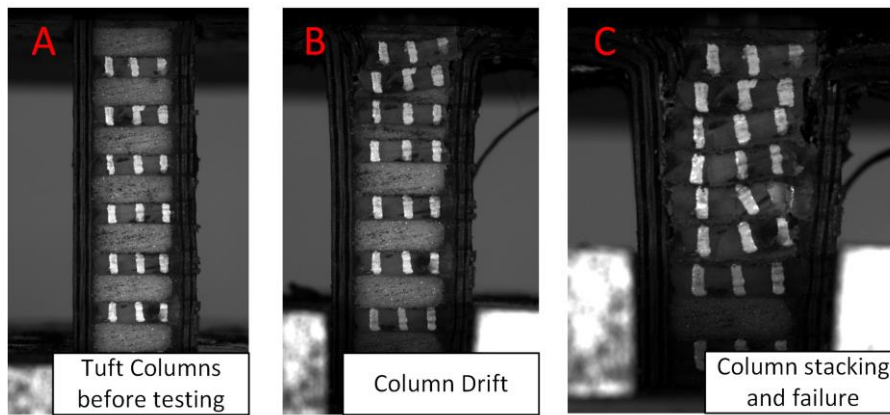 A
B
C
Tuft Columns
before testing
Column Drift
Column stacking
and failure